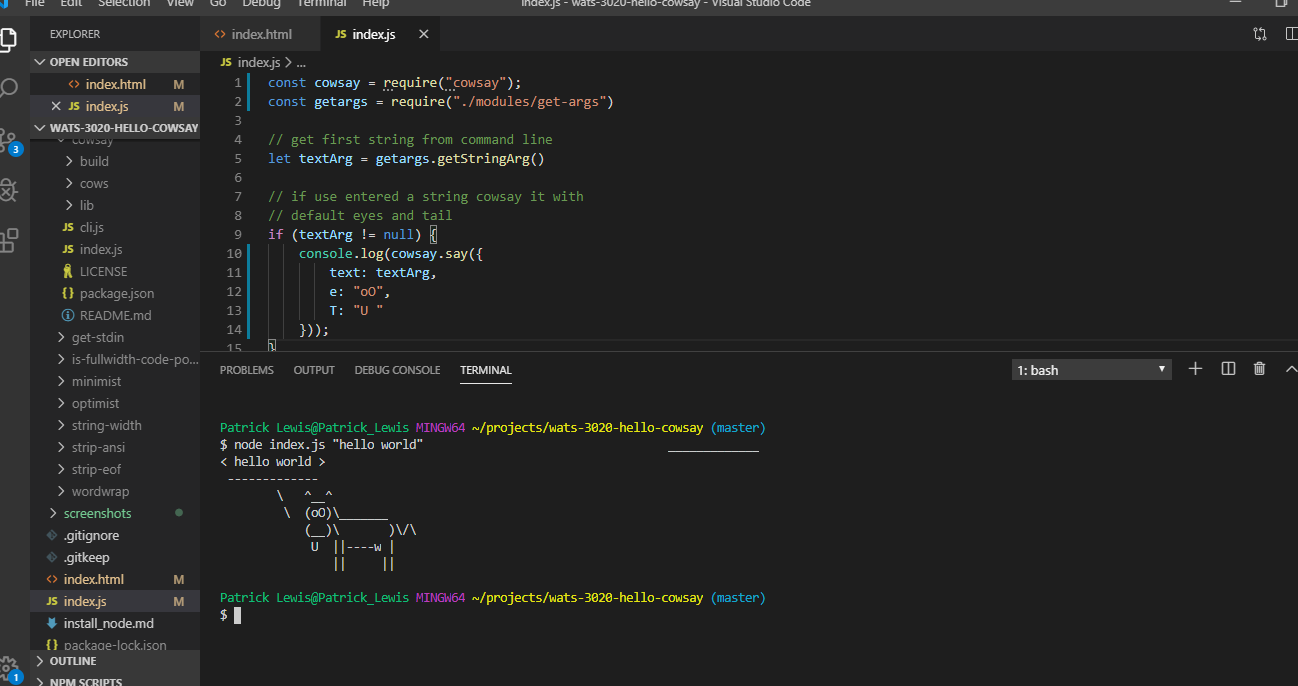 File Edit Selection View Go Debug Terminal Help index.js - wats-3020-hello-cowsay - Visual Studio Code
EXPLORER
OPEN EDITORS
index.html M
JS index.js M
WATS-3020-HELLO-COWSAY
cowsay
build
cows
lib
JS cli.js
JS index.js
LICENSE
{} package.json
README.md
get-stdin
is-fullwidth-code-po...
minimist
optimist
string-width
strip-ansi
strip-eof
wordwrap
screenshots
.gitignore
.gitkeep
index.html M
JS index.js M
install_node.md
{} package-lock.json
OUTLINE
NPM SCRIPTS
3
1
index.html JS index.js
JS index.js > ...
1 const cowsay = require("cowsay");
2 const getargs = require("./modules/get-args")
3
4 // get first string from command line
5 let textArg = getargs.getStringArg()
6
7 // if use entered a string cowsay it with
8 // default eyes and tail
9 if (textArg != null) {
10 console.log(cowsay.say({
11 text: textArg,
12 e: "oO",
13 T: "U "
14 }));
15 }
PROBLEMS OUTPUT DEBUG CONSOLE TERMINAL 1: bash
Patrick Lewis@Patrick_Lewis MINGW64 ~/projects/wats-3020-hello-cowsay (master)
$ node index.js "hello world"
_____________
< hello world >
 -------------
        \   ^__^
         \  (oO)\_______
            (__)\       )\/\
             U  ||----w |
                ||     ||
Patrick Lewis@Patrick_Lewis MINGW64 ~/projects/wats-3020-hello-cowsay (master)
$